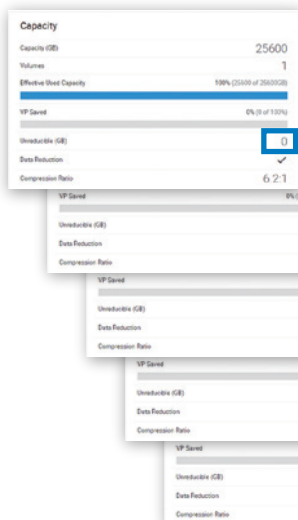 Capacity
Capacity (GB) 25600
Volumes 1
Effective Used Capacity 100% (25600 of 25600GB)
VP Saved 0% (0 of 100%)
Unreducible (GB) 0
Data Reduction ✓
Compression Ratio 6.2:1
VP Saved 0% (
Unreducible (GB)
Data Reduction
Compression Ratio
VP Saved
Unreducible (GB)
Data Reduction
Compression Ratio
VP Saved
Unreducible (GB)
Data Reduction
Compression Ratio
VP Saved
Unreducible (GB)
Data Reduction
Compression Ratio